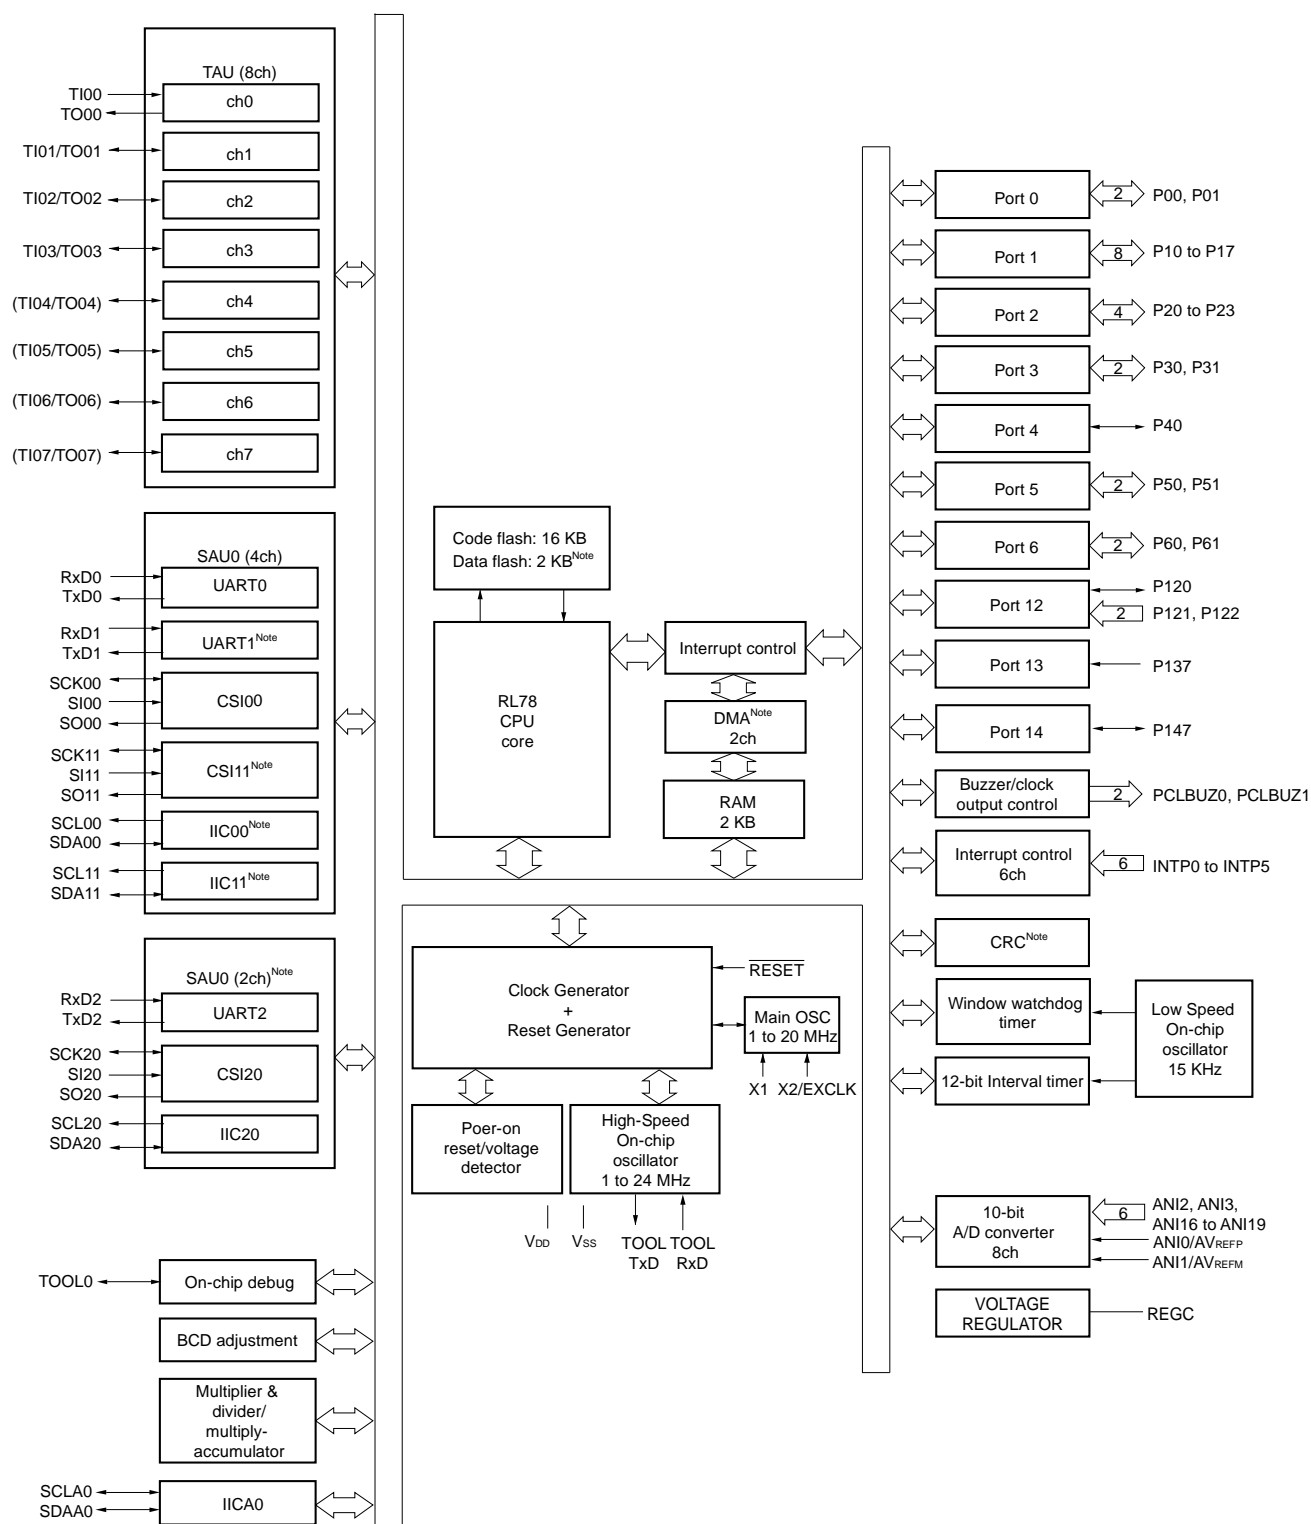 TAU (8ch)
TI00
TO00
ch0
TI01/TO01
ch1
TI02/TO02
ch2
TI03/TO03
ch3
(TI04/TO04)
ch4
(TI05/TO05)
ch5
(TI06/TO06)
ch6
(TI07/TO07)
ch7
SAU0 (4ch)
RxD0
TxD0
UART0
RxD1
TxD1
UART1Note
SCK00
SI00
SO00
CSI00
SCK11
SI11
SO11
CSI11Note
SCL00
SDA00
IIC00Note
SCL11
SDA11
IIC11Note
SAU0 (2ch)Note
RxD2
TxD2
UART2
SCK20
SI20
SO20
CSI20
SCL20
SDA20
IIC20
TOOL0
On-chip debug
BCD adjustment
Multiplier &
divider/
multiply-
accumulator
SCLA0
SDAA0
IICA0
Code flash: 16 KB
Data flash: 2 KBNote
RL78
CPU
core
Interrupt control
DMANote
2ch
RAM
2 KB
Clock Generator
+
Reset Generator
RESET
Main OSC
1 to 20 MHz
X1 X2/EXCLK
Poer-on
reset/voltage
detector
High-Speed
On-chip
oscillator
1 to 24 MHz
VDD
VSS
TOOL
TxD
TOOL
RxD
Port 0
2
P00, P01
Port 1
8
P10 to P17
Port 2
4
P20 to P23
Port 3
2
P30, P31
Port 4
P40
Port 5
2
P50, P51
Port 6
2
P60, P61
Port 12
P120
2
P121, P122
Port 13
P137
Port 14
P147
Buzzer/clock
output control
2
PCLBUZ0, PCLBUZ1
Interrupt control
6ch
6
INTP0 to INTP5
CRCNote
Window watchdog
timer
12-bit Interval timer
Low Speed
On-chip
oscillator
15 KHz
10-bit
A/D converter
8ch
6
ANI2, ANI3,
ANI16 to ANI19
ANI0/AVREFP
ANI1/AVREFM
VOLTAGE
REGULATOR
REGC